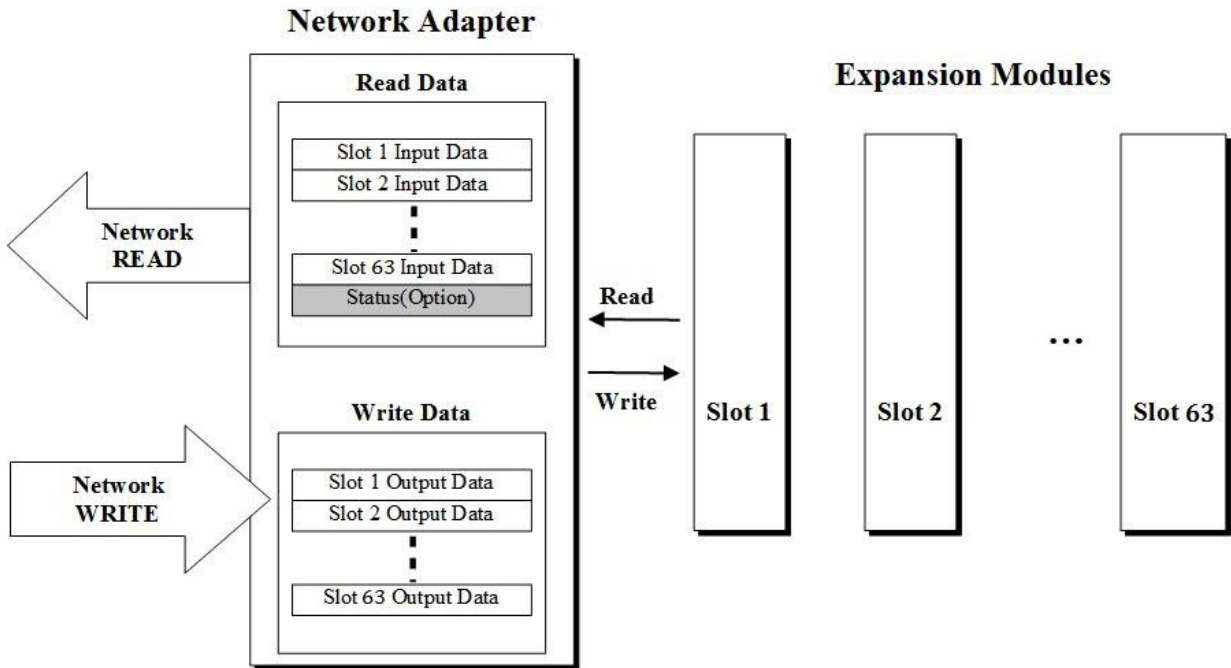 Network Adapter
Read Data
Slot 1 Input Data
Slot 2 Input Data
Slot 63 Input Data
Status(Option)
Network
READ
Write Data
Slot 1 Output Data
Slot 2 Output Data
Slot 63 Output Data
Network
WRITE
Read
Write
Expansion Modules
Slot 1
Slot 2
...
Slot 63